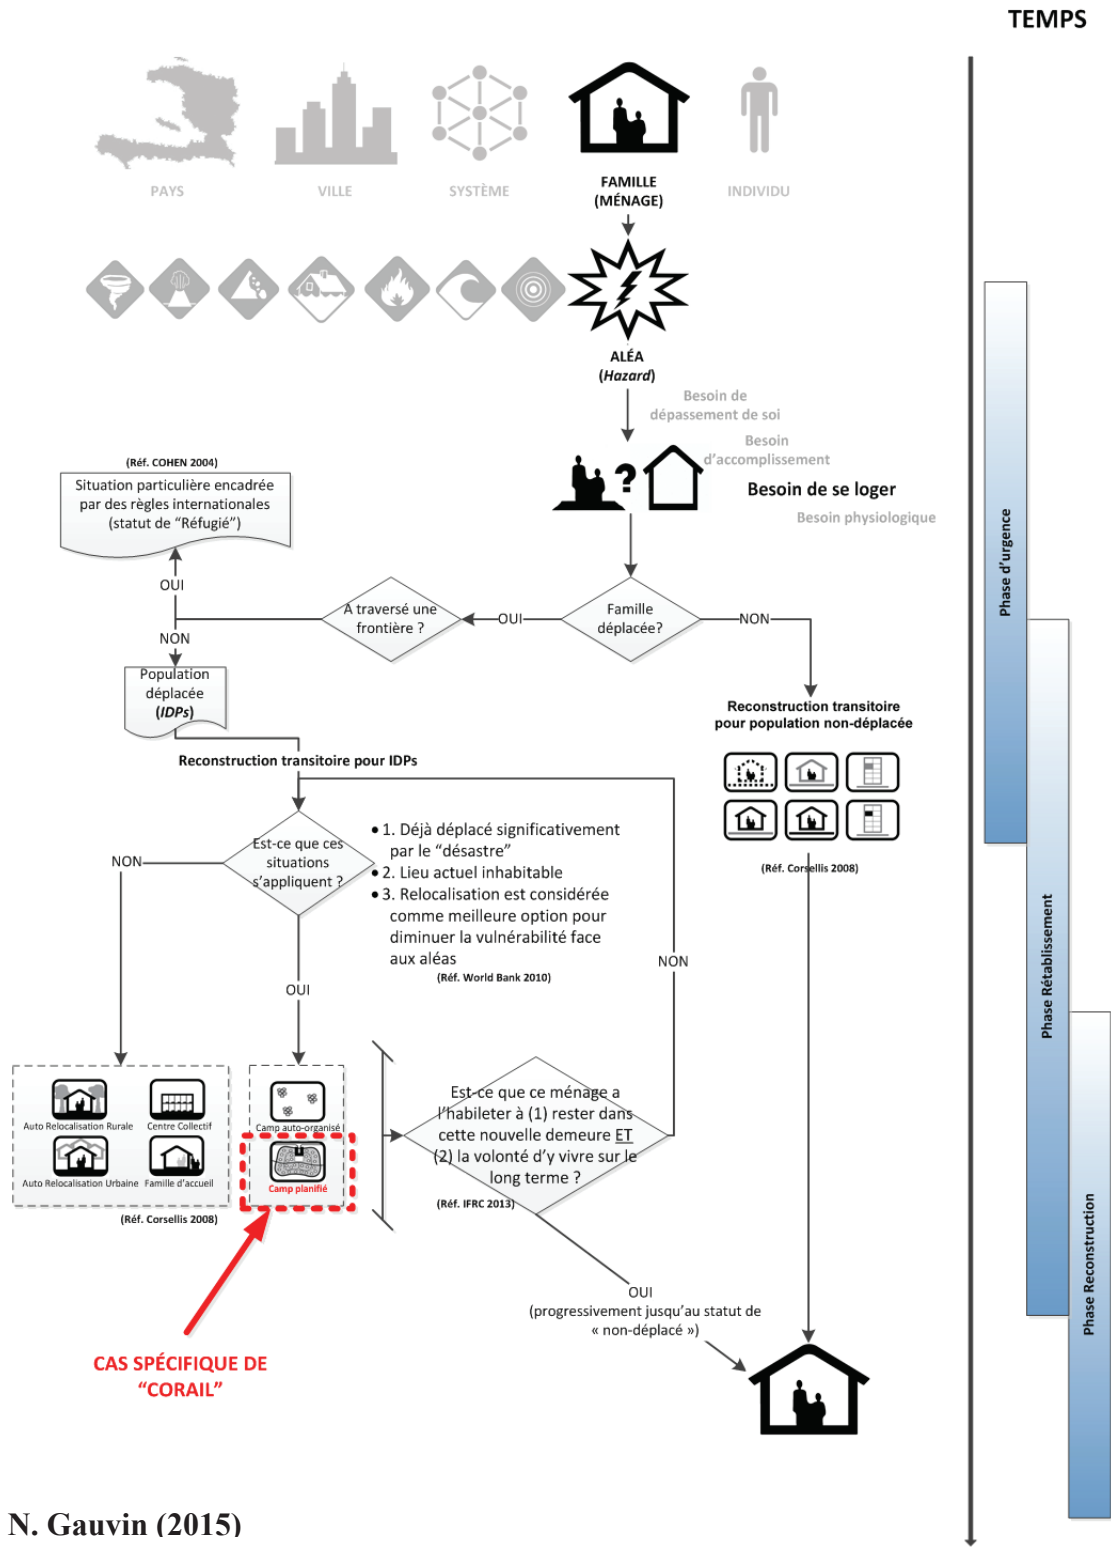 TEMPS
PAYS
VILLE
SYSTÈME
FAMILLE
(MÉNAGE)
INDIVIDU
ALÉA
(Hazard)
Besoin de
dépassement de soi
Besoin
d'accomplissement
Besoin de se loger
Besoin physiologique
(Réf. COHEN 2004)
Situation particulière encadrée
par des règles internationales
(statut de “Réfugié”)
OUI
A traversé une
frontière ?
OUI
Famille
déplacée?
NON
NON
Population
déplacée
(IDPs)
Reconstruction transitoire
pour population non-déplacée
(Réf. Corsellis 2008)
Reconstruction transitoire pour IDPs
Est-ce que ces
situations
s'appliquent ?
NON
• 1. Déjà déplacé significativement
par le “désastre”
• 2. Lieu actuel inhabitable
• 3. Relocalisation est considérée
comme meilleure option pour
diminuer la vulnérabilité face
aux aléas
(Réf. World Bank 2010)
NON
OUI
Auto Relocalisation Rurale
Centre Collectif
Auto Relocalisation Urbaine
Famille d'accueil
(Réf. Corsellis 2008)
Camp auto-organisé
Camp planifié
Est-ce que ce ménage a
l'habileter à (1) rester dans
cette nouvelle demeure ET
(2) la volonté d'y vivre sur le
long terme ?
(Réf. IFRC 2013)
OUI
(progressivement jusqu'au statut de
« non-déplacé »)
CAS SPÉCIFIQUE DE
“CORAIL”
Phase d'urgence
Phase Rétablissement
Phase Reconstruction
N. Gauvin (2015)